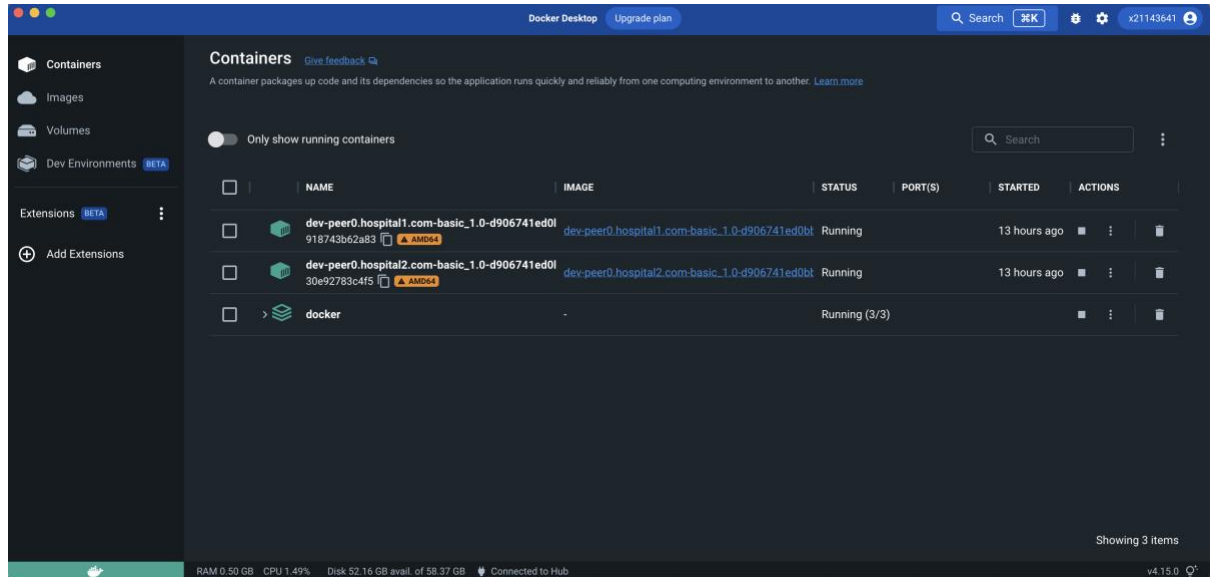 Docker Desktop Upgrade plan
Search ⌘K
x21143641
Containers
Images
Volumes
Dev Environments BETA
Extensions BETA
Add Extensions
Containers Give feedback
A container packages up code and its dependencies so the application runs quickly and reliably from one computing environment to another. Learn more
Only show running containers
Search
NAME IMAGE STATUS PORT(S) STARTED ACTIONS
dev-peer0.hospital1.com-basic_1.0-d906741ed0 dev-peer0.hospital1.com-basic_1.0-d906741ed0b Running 13 hours ago
918743b62a83 AMD64
dev-peer0.hospital2.com-basic_1.0-d906741ed0 dev-peer0.hospital2.com-basic_1.0-d906741ed0b Running 13 hours ago
30e92783c4f5 AMD64
docker - Running (3/3)
Showing 3 items
RAM 0.50 GB CPU 1.49% Disk 52.16 GB avail. of 58.37 GB Connected to Hub v4.15.0